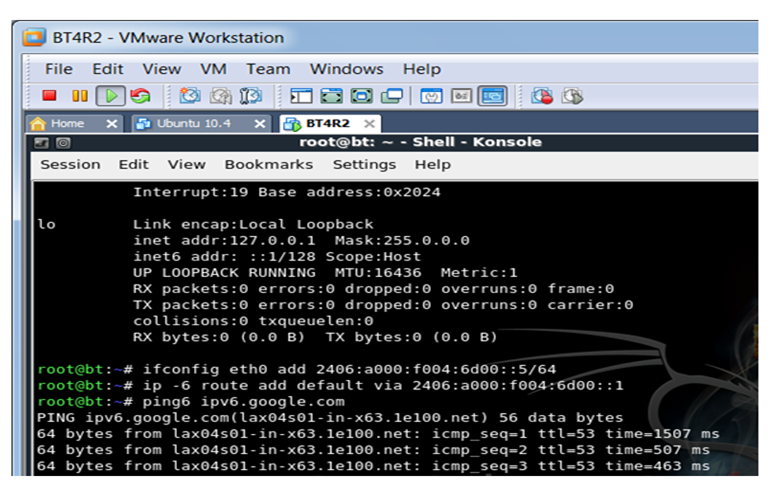 BT4R2 - VMware Workstation
File Edit View VM Team Windows Help
Home Ubuntu 10.4 BT4R2
root@bt: ~ - Shell - Konsole
Session Edit View Bookmarks Settings Help
Interrupt:19 Base address:0x2024
lo Link encap:Local Loopback
inet addr:127.0.0.1 Mask:255.0.0.0
inet6 addr: ::1/128 Scope:Host
UP LOOPBACK RUNNING MTU:16436 Metric:1
RX packets:0 errors:0 dropped:0 overruns:0 frame:0
TX packets:0 errors:0 dropped:0 overruns:0 carrier:0
collisions:0 txqueuelen:0
RX bytes:0 (0.0 B) TX bytes:0 (0.0 B)
root@bt:~# ifconfig eth0 add 2406:a000:f004:6d00::5/64
root@bt:~# ip -6 route add default via 2406:a000:f004:6d00::1
root@bt:~# ping6 ipv6.google.com
PING ipv6.google.com(lax04s01-in-x63.1e100.net) 56 data bytes
64 bytes from lax04s01-in-x63.1e100.net: icmp_seq=1 ttl=53 time=1507 ms
64 bytes from lax04s01-in-x63.1e100.net: icmp_seq=2 ttl=53 time=507 ms
64 bytes from lax04s01-in-x63.1e100.net: icmp_seq=3 ttl=53 time=463 ms